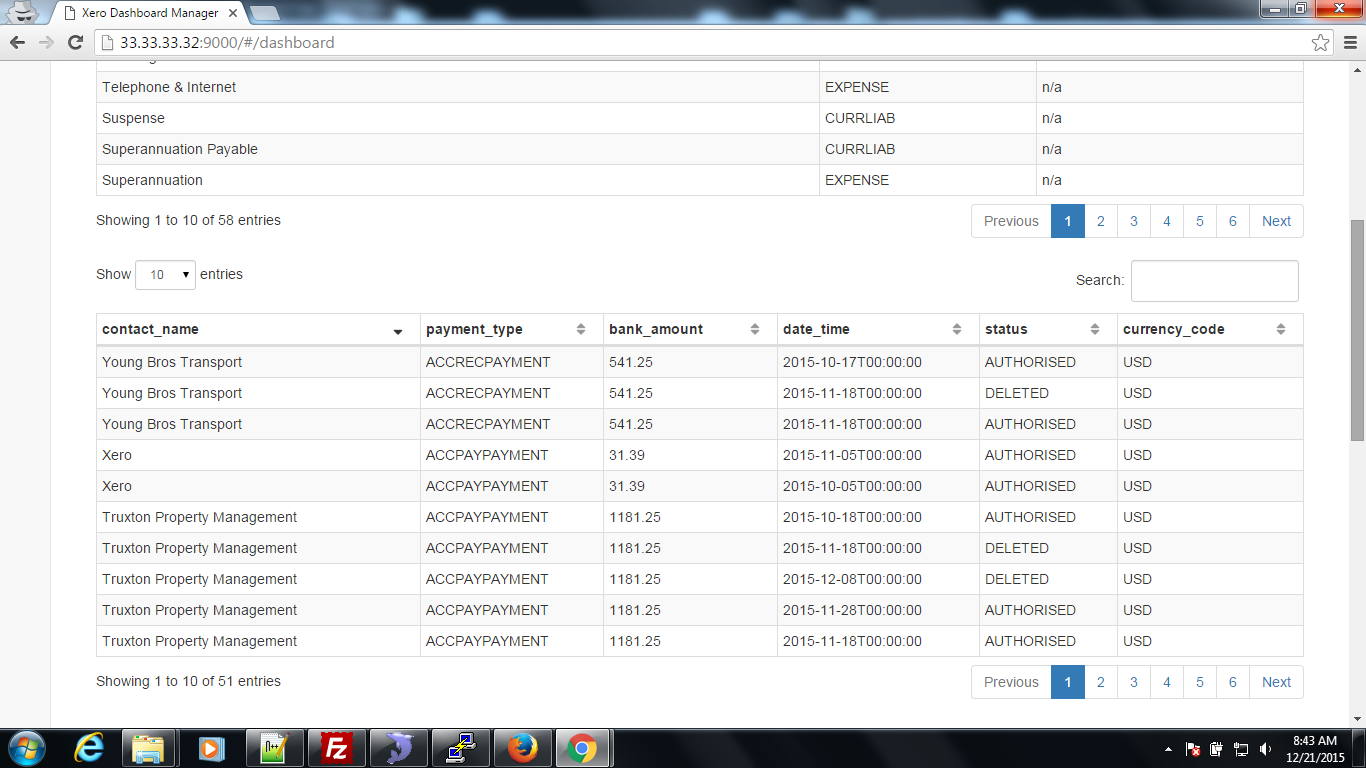 Xero Dashboard Manager
33.33.33.32:9000/#/dashboard
Telephone & Internet EXPENSE n/a
Suspense CURRLIAB n/a
Superannuation Payable CURRLIAB n/a
Superannuation EXPENSE n/a
Showing 1 to 10 of 58 entries Previous 1 2 3 4 5 6 Next
Show 10 entries Search:
contact_name payment_type bank_amount date_time status currency_code
Young Bros Transport ACCRECPAYMENT 541.25 2015-10-17T00:00:00 AUTHORISED USD
Young Bros Transport ACCRECPAYMENT 541.25 2015-11-18T00:00:00 DELETED USD
Young Bros Transport ACCRECPAYMENT 541.25 2015-11-18T00:00:00 AUTHORISED USD
Xero ACCPAYPAYMENT 31.39 2015-11-05T00:00:00 AUTHORISED USD
Xero ACCPAYPAYMENT 31.39 2015-10-05T00:00:00 AUTHORISED USD
Truxton Property Management ACCPAYPAYMENT 1181.25 2015-10-18T00:00:00 AUTHORISED USD
Truxton Property Management ACCPAYPAYMENT 1181.25 2015-11-18T00:00:00 DELETED USD
Truxton Property Management ACCPAYPAYMENT 1181.25 2015-12-08T00:00:00 DELETED USD
Truxton Property Management ACCPAYPAYMENT 1181.25 2015-11-28T00:00:00 AUTHORISED USD
Truxton Property Management ACCPAYPAYMENT 1181.25 2015-11-18T00:00:00 AUTHORISED USD
Showing 1 to 10 of 51 entries Previous 1 2 3 4 5 6 Next
8:43 AM
12/21/2015